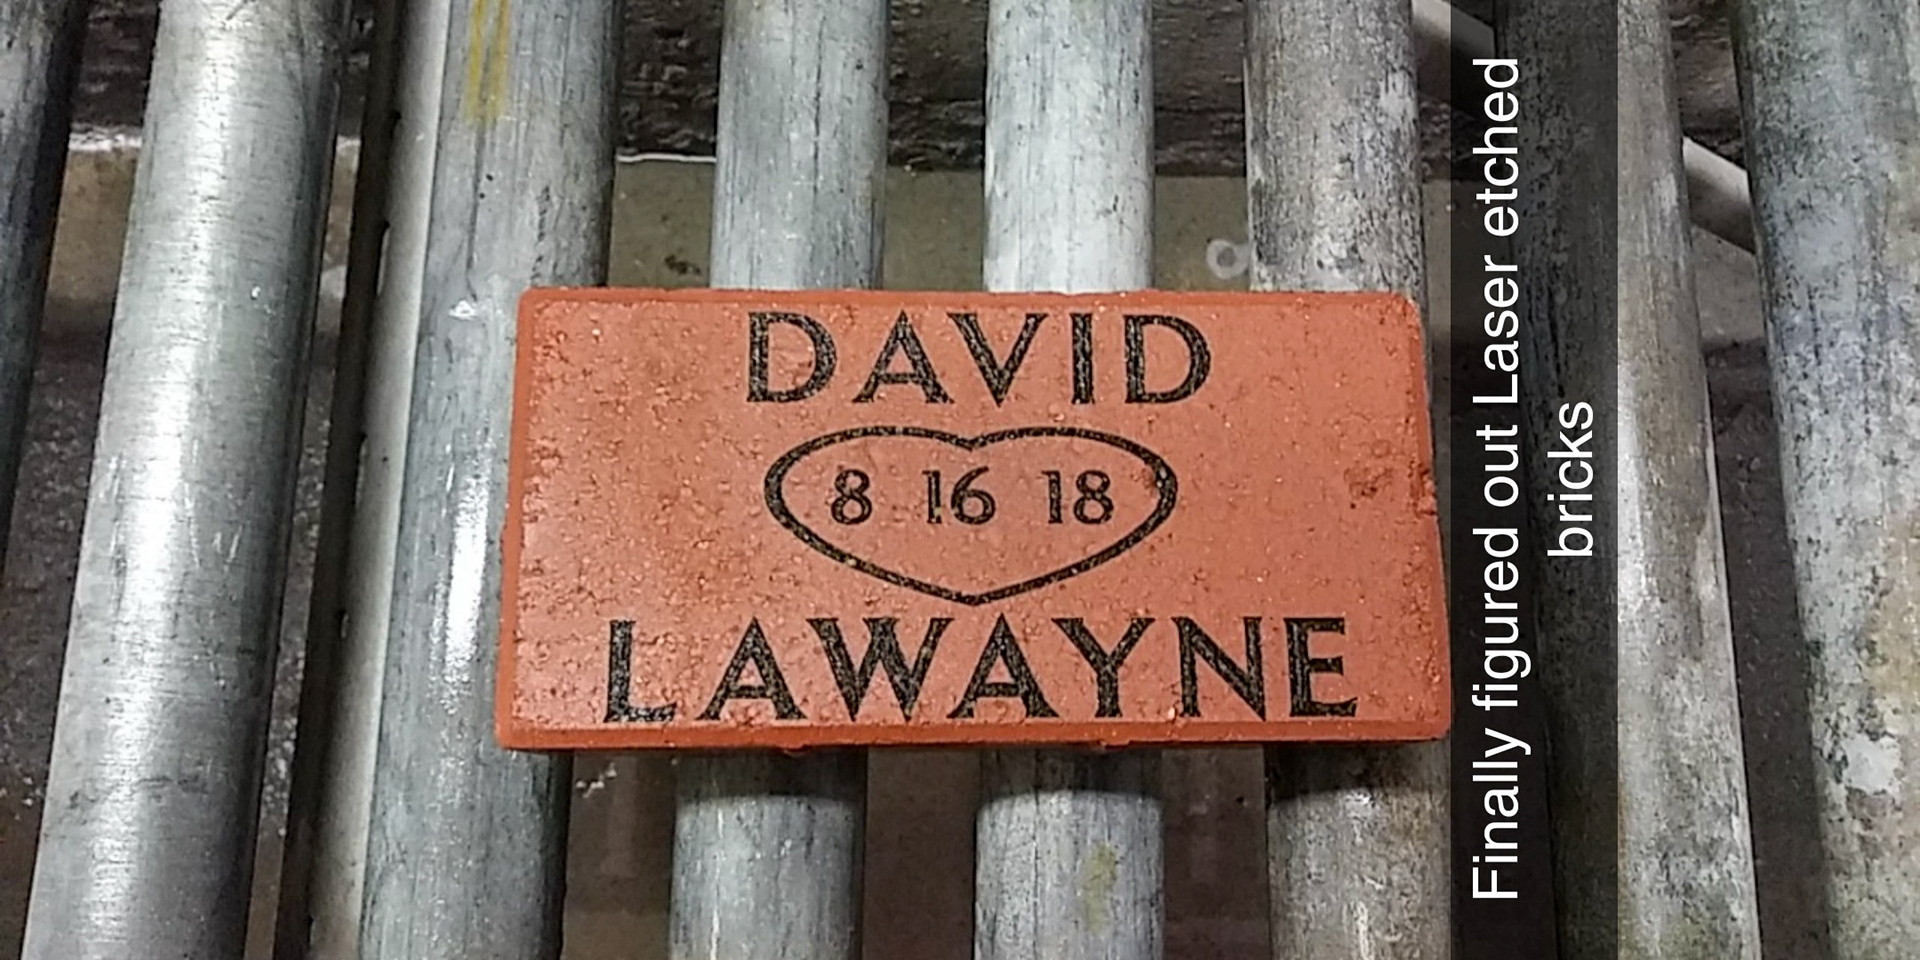 DAVID
8 16 18
LAWAYNE
Finally figured out Laser etched
bricks